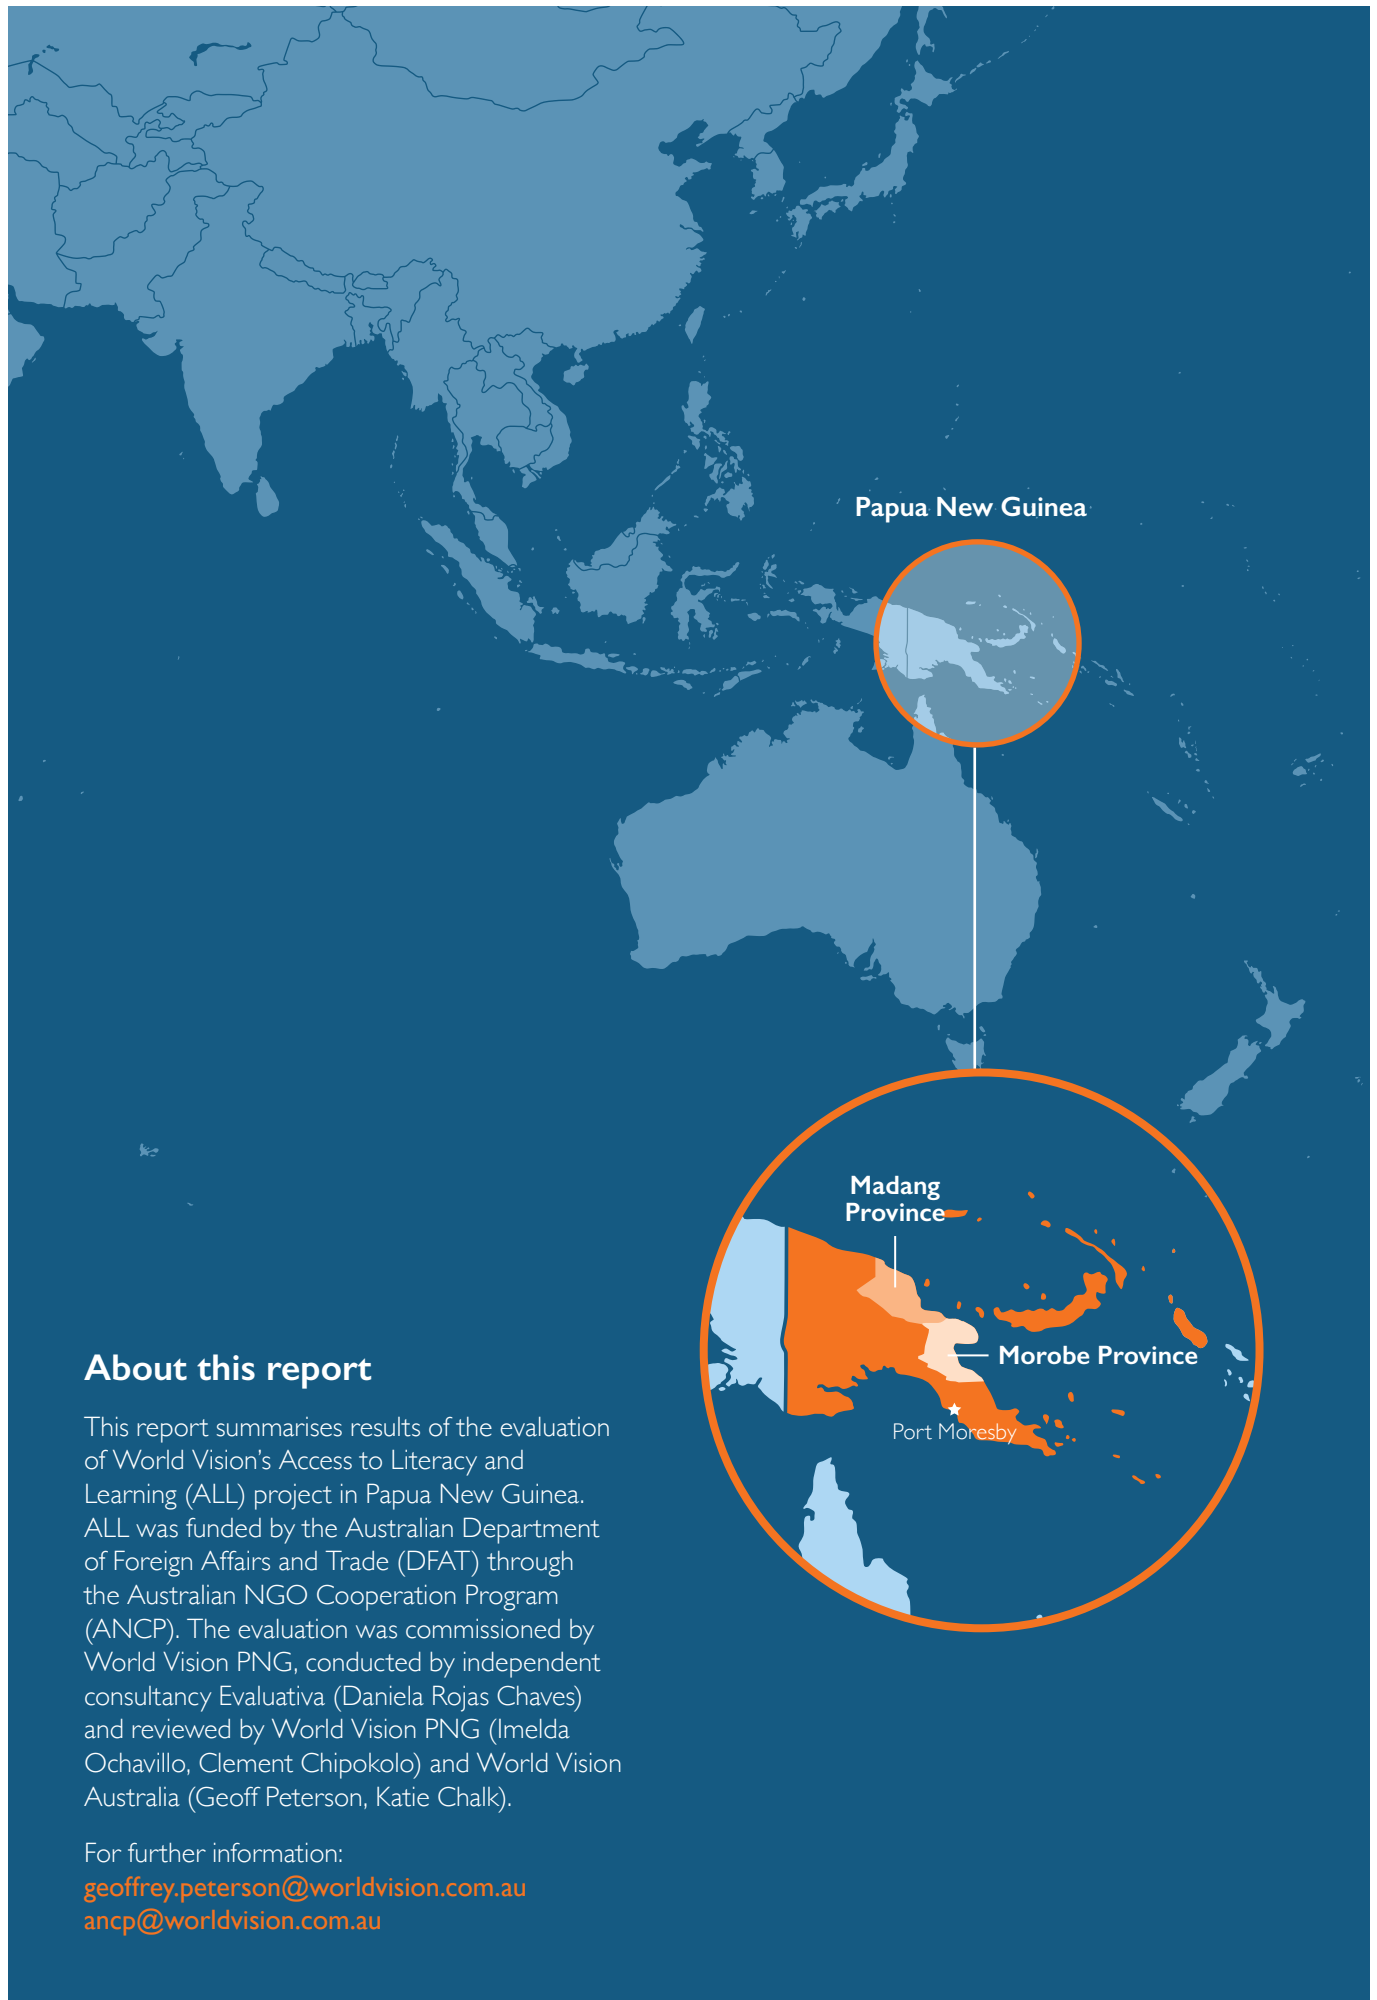 Papua New Guinea
Madang
Province
Morobe Province
Port Moresby
About this report
This report summarises results of the evaluation
of World Vision’s Access to Literacy and
Learning (ALL) project in Papua New Guinea.
ALL was funded by the Australian Department
of Foreign Affairs and Trade (DFAT) through
the Australian NGO Cooperation Program
(ANCP). The evaluation was commissioned by
World Vision PNG, conducted by independent
consultancy Evaluativa (Daniela Rojas Chaves)
and reviewed by World Vision PNG (Imelda
Ochavillo, Clement Chipokolo) and World Vision
Australia (Geoff Peterson, Katie Chalk).
For further information:
geoffrey.peterson@worldvision.com.au
ancp@worldvision.com.au